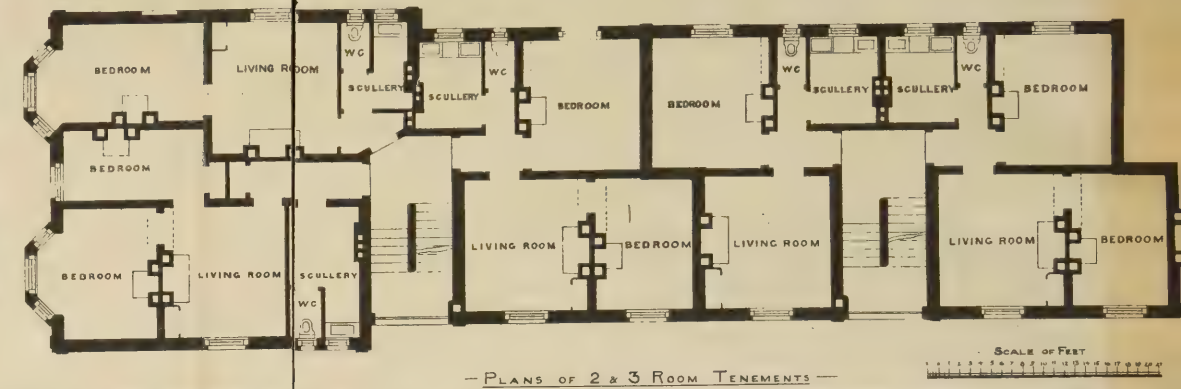 BEDROOM
LIVING ROOM
WC
SCULLERY
SCULLERY
WC
BEDROOM
BEDROOM
WC
SCULLERY
SCULLERY
WC
BEDROOM
BEDROOM
BEDROOM
LIVING ROOM
SCULLERY
WC
LIVING ROOM
BEDROOM
LIVING ROOM
LIVING ROOM
BEDROOM
SCALE OF FEET
— PLANS OF 2 & 3 ROOM TENEMENTS —